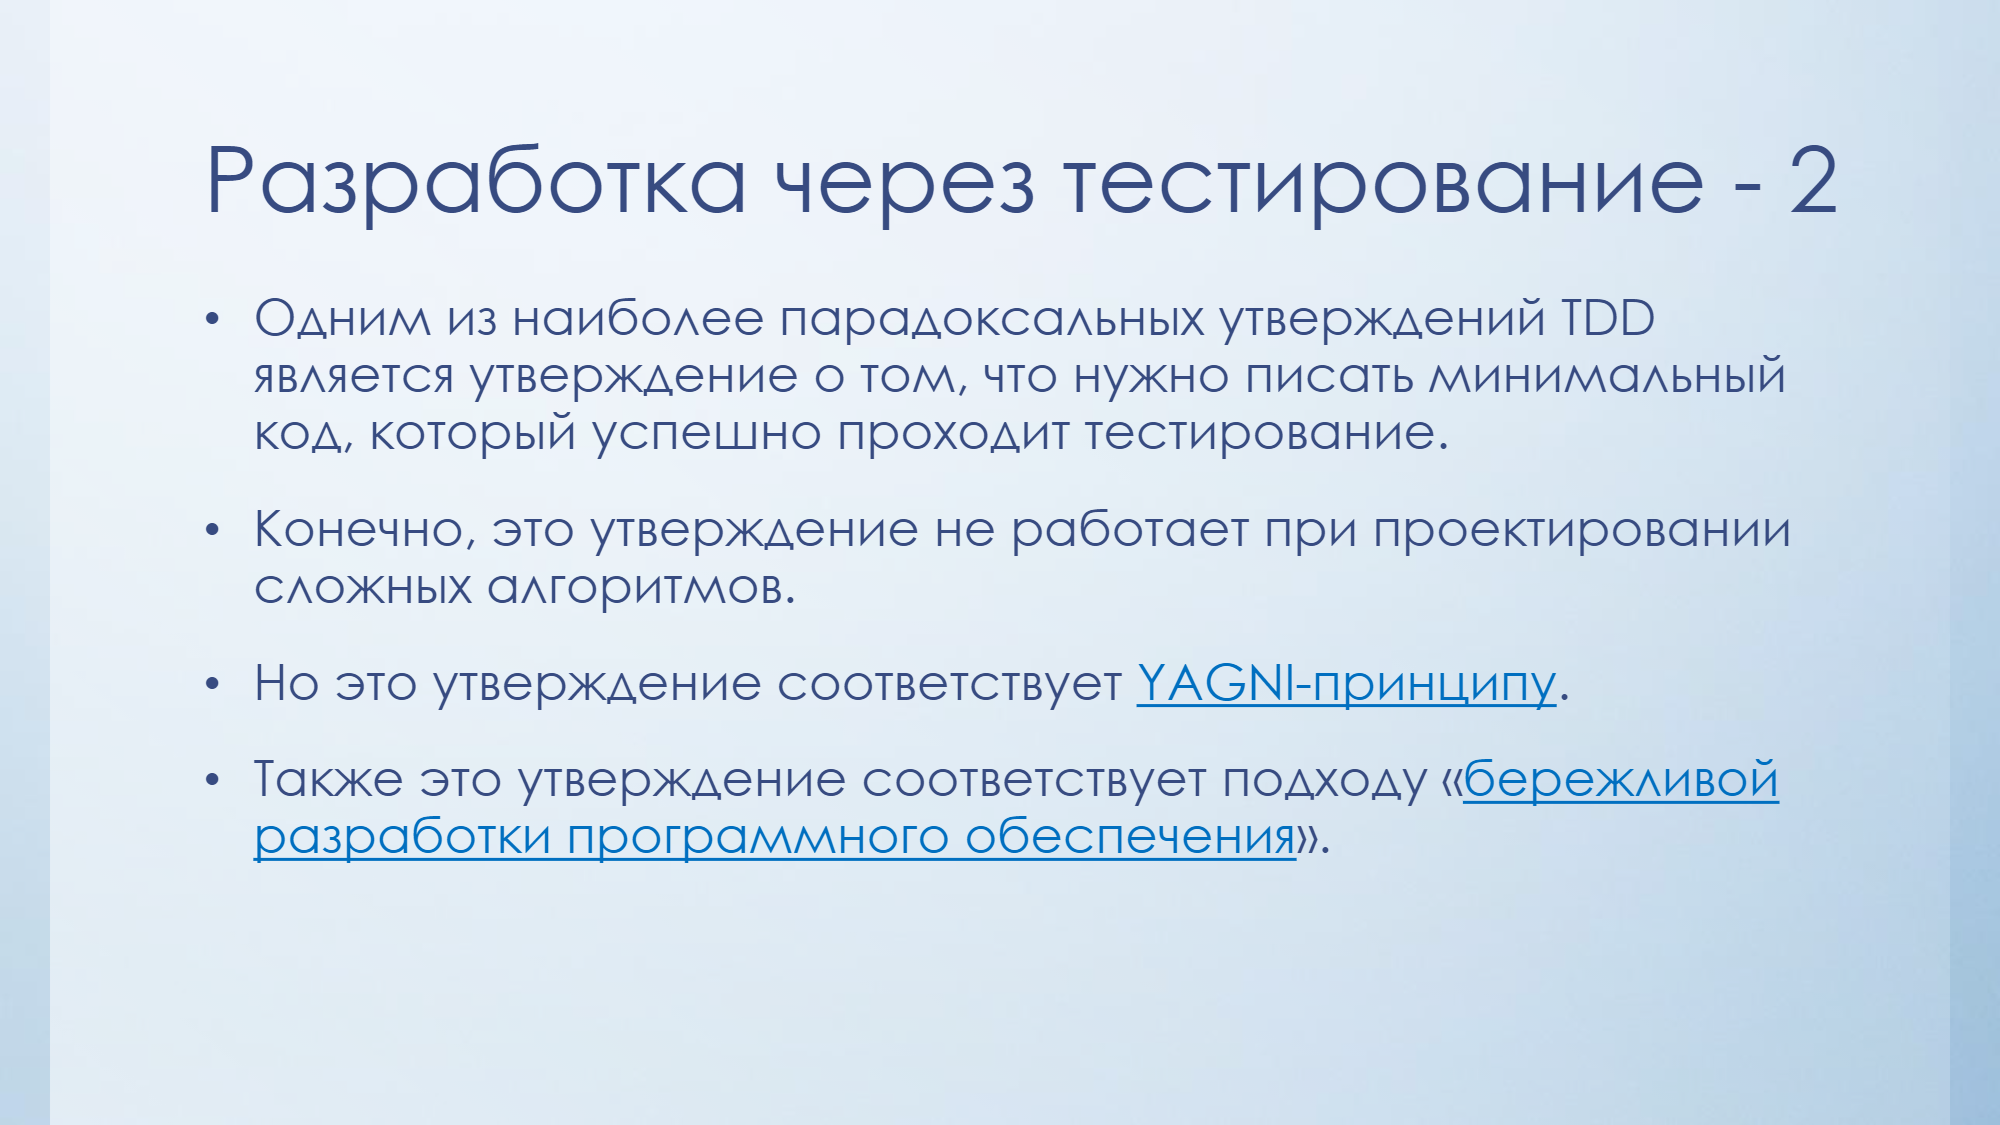 Разработка через тестирование - 2
• Одним из наиболее парадоксальных утверждений TDD
является утверждение о том, что нужно писать минимальный
код, который успешно проходит тестирование.
• Конечно, это утверждение не работает при проектировании
сложных алгоритмов.
• Но это утверждение соответствует YAGNI-принципу.
• Также это утверждение соответствует подходу «бережливой
разработки программного обеспечения».